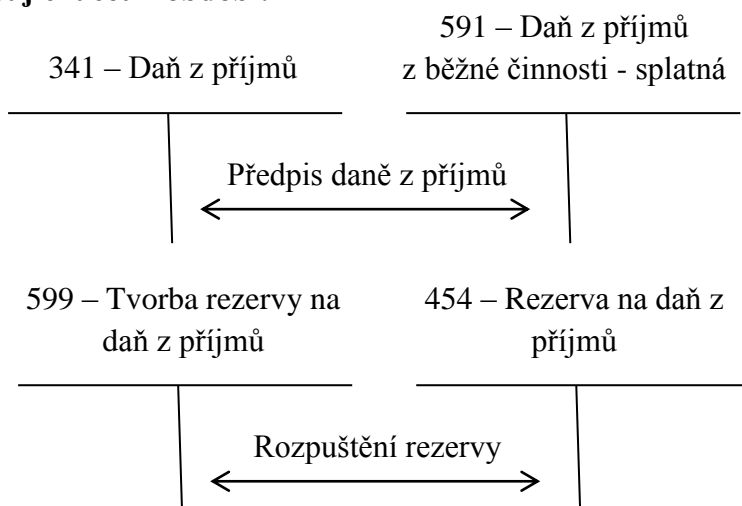 591 – Daň z příjmů
341 – Daň z příjmů
z běžné činnosti - splatná
Předpis daně z příjmů
599 – Tvorba rezervy na
daň z příjmů
454 – Rezerva na daň z
příjmů
Rozpuštění rezervy